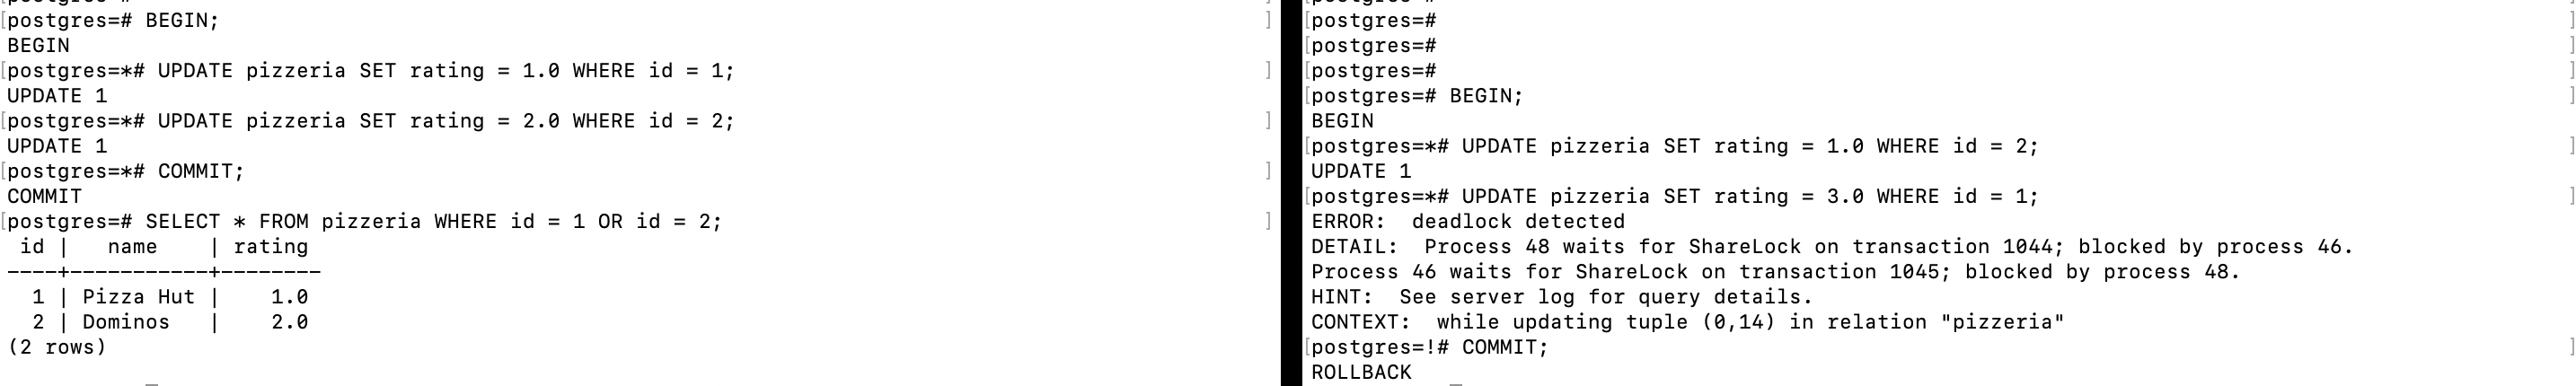 postgres=# BEGIN;
BEGIN
[postgres=*# UPDATE pizzeria SET rating = 1.0 WHERE id = 1; ]
UPDATE 1
[postgres=*# UPDATE pizzeria SET rating = 2.0 WHERE id = 2; ]
UPDATE 1
[postgres=*# COMMIT; ]
COMMIT
[postgres=# SELECT * FROM pizzeria WHERE id = 1 OR id = 2; ]
 id |   name    | rating
----+-----------+--------
  1 | Pizza Hut |    1.0
  2 | Dominos   |    2.0
(2 rows)
[postgres=# ]
[postgres=# ]
[postgres=# ]
[postgres=# BEGIN; ]
BEGIN
[postgres=*# UPDATE pizzeria SET rating = 1.0 WHERE id = 2; ]
UPDATE 1
[postgres=*# UPDATE pizzeria SET rating = 3.0 WHERE id = 1; ]
ERROR:  deadlock detected
DETAIL:  Process 48 waits for ShareLock on transaction 1044; blocked by process 46.
Process 46 waits for ShareLock on transaction 1045; blocked by process 48.
HINT:  See server log for query details.
CONTEXT:  while updating tuple (0,14) in relation "pizzeria"
[postgres=!# COMMIT; ]
ROLLBACK